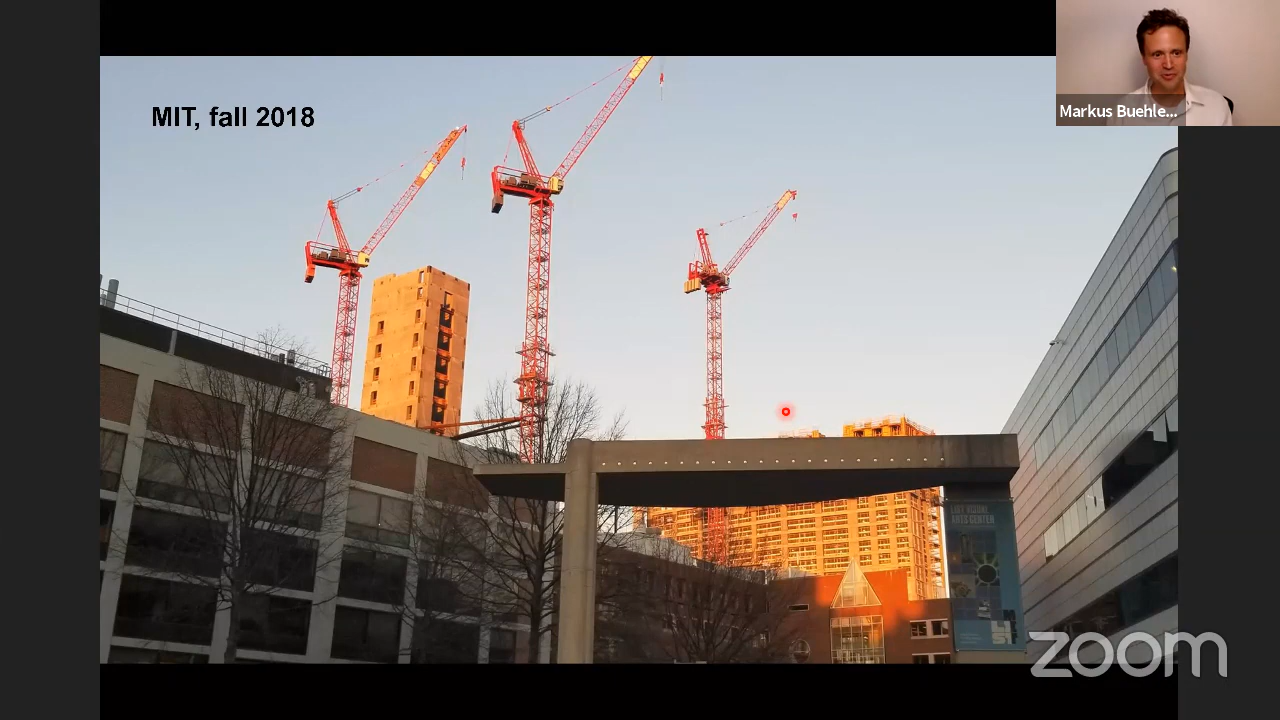 MIT, fall 2018
Markus Buehle...
LIST VISUAL
ARTS CENTER
zoom